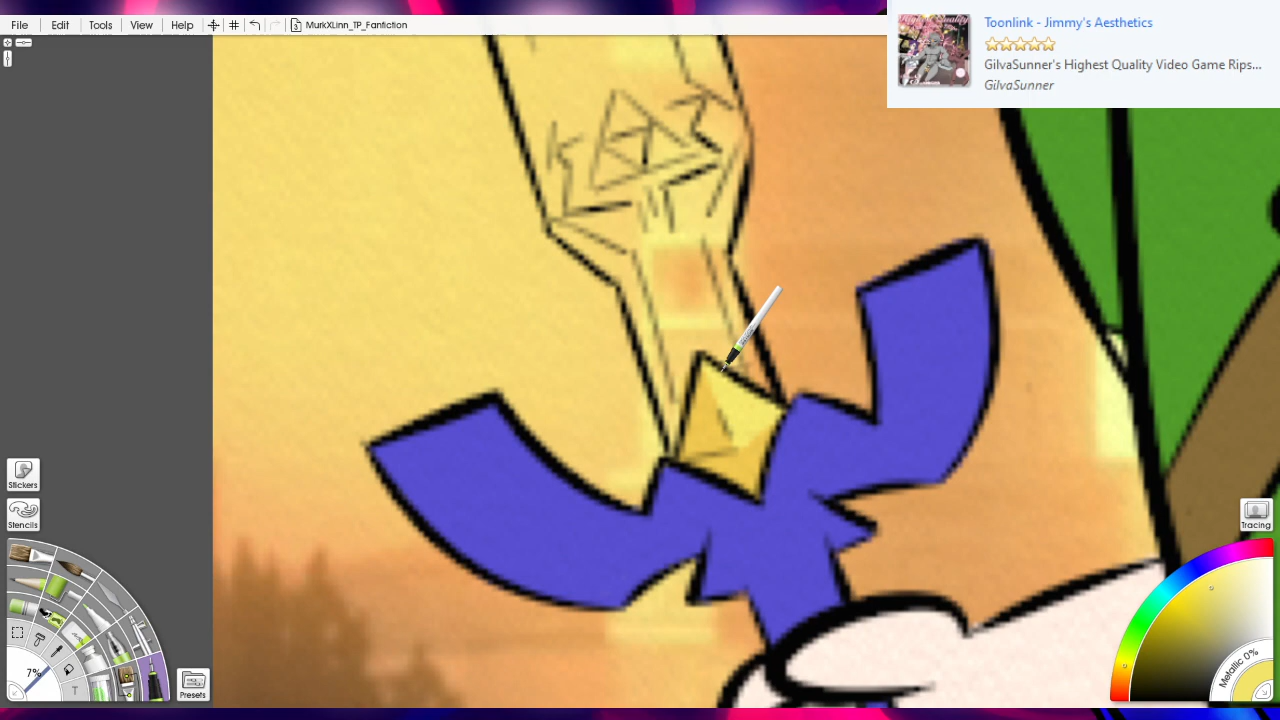 File Edit Tools View Help 3 MurkXLinn_TP_Fanfiction
Toonlink - Jimmy's Aesthetics
GilvaSunner's Highest Quality Video Game Rips...
GilvaSunner
Stickers
Stencils
7%
T
Presets
Tracing
Metallic 0%